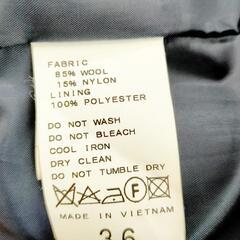 FABRIC
85% WOOL
15% NYLON
LINING
100% POLYESTER
DO NOT WASH
DO NOT BLEACH
COOL IRON
DRY CLEAN
DO NOT TUMBLE DRY
F
MADE IN VIETNAM
36